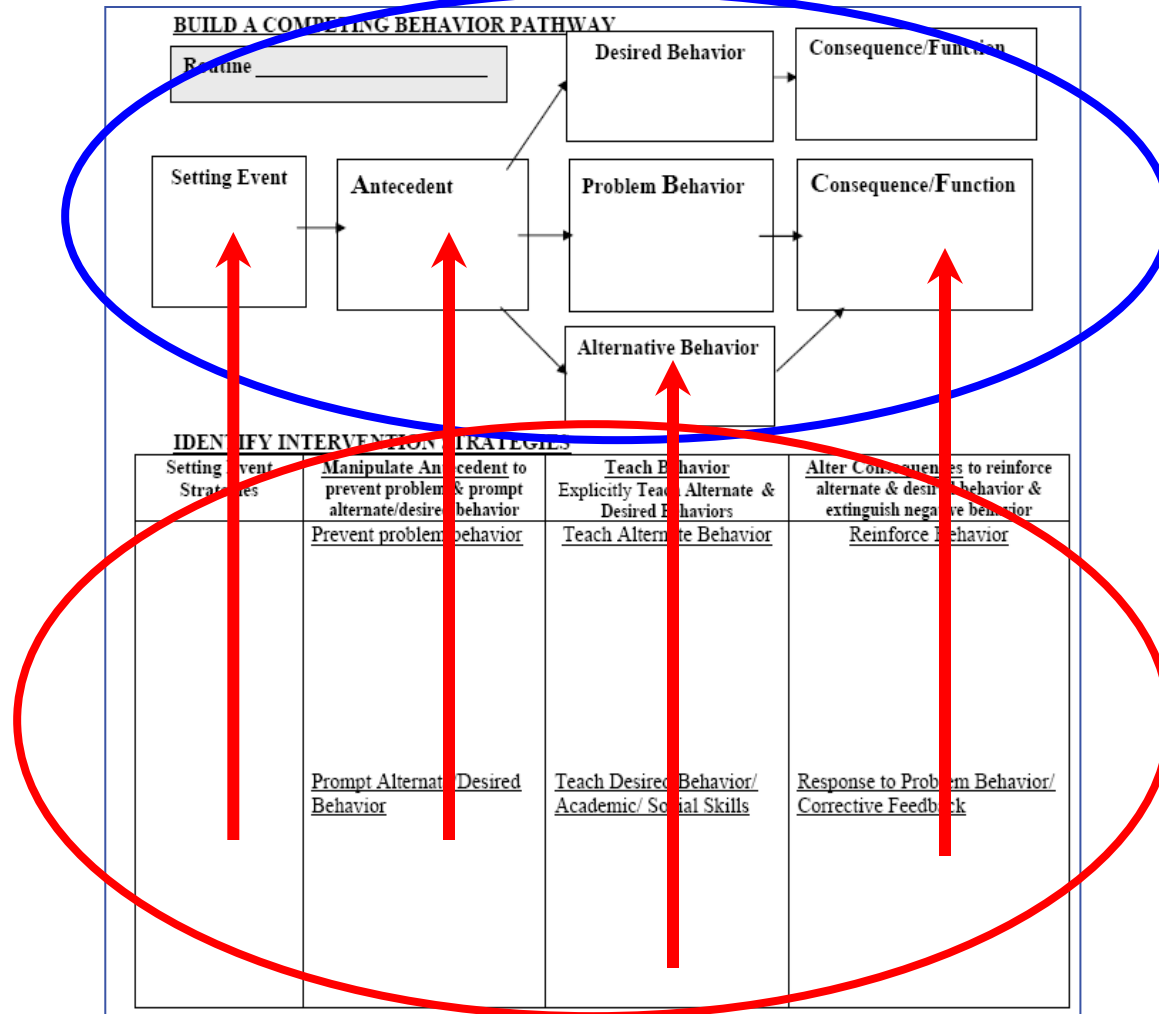 BUILD A COMPETING BEHAVIOR PATHWAY
Routine
Desired Behavior
Consequence/Function
Setting Event
Antecedent
Problem Behavior
Consequence/Function
Alternative Behavior
IDENTIFY INTERVENTION STRATEGIES
Setting Event
Strategies
Manipulate Antecedent to
prevent problem & prompt
alternate/desired behavior
Teach Behavior
Explicitly Teach Alternate &
Desired Behaviors
Alter Consequences to reinforce
alternate & desired behavior &
extinguish negative behavior
Prevent problem behavior
Teach Alternate Behavior
Reinforce Behavior
Prompt Alternate/Desired
Behavior
Teach Desired Behavior/
Academic/ Social Skills
Response to Problem Behavior/
Corrective Feedback